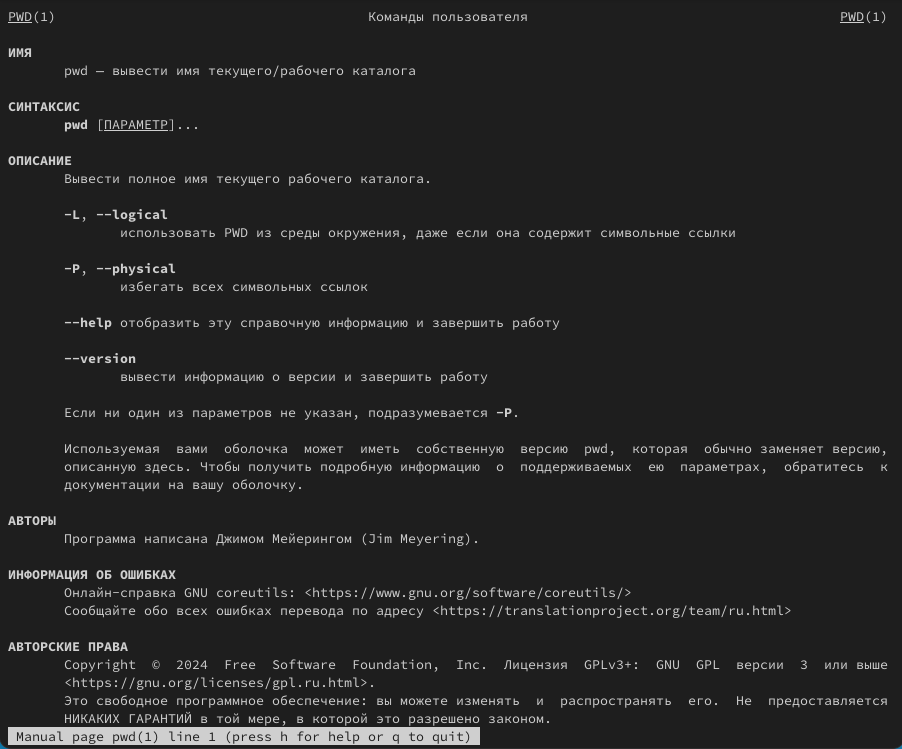 PWD(1) Команды пользователя PWD(1)
ИМЯ
pwd — вывести имя текущего/рабочего каталога
СИНТАКСИС
pwd [ПАРАМЕТР]...
ОПИСАНИЕ
Вывести полное имя текущего рабочего каталога.
-L, --logical
использовать PWD из среды окружения, даже если она содержит символьные ссылки
-P, --physical
избегать всех символьных ссылок
--help отобразить эту справочную информацию и завершить работу
--version
вывести информацию о версии и завершить работу
Если ни один из параметров не указан, подразумевается -P.
Используемая вами оболочка может иметь собственную версию pwd, которая обычно заменяет версию,
описанную здесь. Чтобы получить подробную информацию о поддерживаемых ею параметрах, обратитесь к
документации на вашу оболочку.
АВТОРЫ
Программа написана Джимом Мейерингом (Jim Meyering).
ИНФОРМАЦИЯ ОБ ОШИБКАХ
Онлайн-справка GNU coreutils: <https://www.gnu.org/software/coreutils/>
Сообщайте обо всех ошибках перевода по адресу <https://translationproject.org/team/ru.html>
АВТОРСКИЕ ПРАВА
Copyright © 2024 Free Software Foundation, Inc. Лицензия GPLv3+: GNU GPL версии 3 или выше
<https://gnu.org/licenses/gpl.ru.html>.
Это свободное программное обеспечение: вы можете изменять и распространять его. Не предоставляется
НИКАКИХ ГАРАНТИЙ в той мере, в которой это разрешено законом.
Manual page pwd(1) line 1 (press h for help or q to quit)